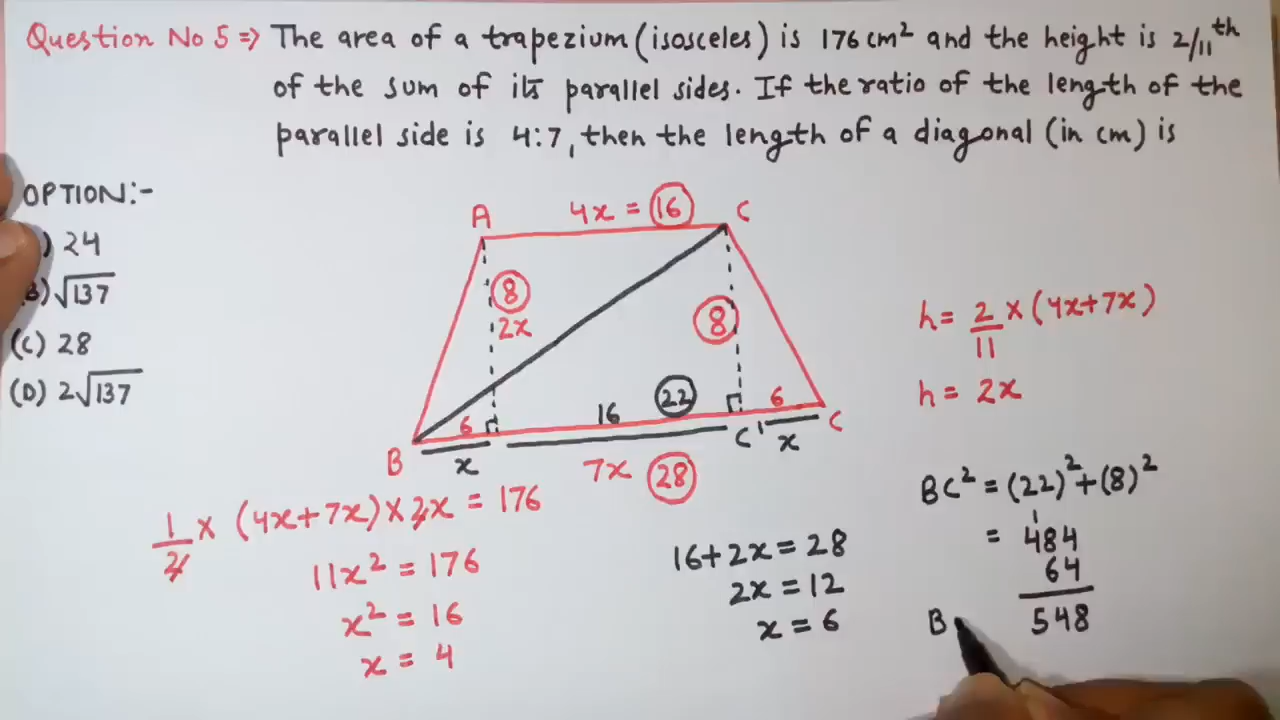 Question No 5 ⇒ The area of a trapezium (isosceles) is 176 cm² and the height is 2/11th
of the sum of its parallel sides. If the ratio of the length of the
parallel side is 4:7, then the length of a diagonal (in cm) is
OPTION:-
) 24
B) √137
(C) 28
(D) 2√137
A 4x = 16 C
8 8
2x
6 16 22 6
B x C' x C
7x 28
h = 2/11 × (4x+7x)
h = 2x
1/2 × (4x+7x) × 2x = 176
11x² = 176
x² = 16
x = 4
16+2x = 28
2x = 12
x = 6
BC² = (22)² + (8)²
1
= 484
64
548
B